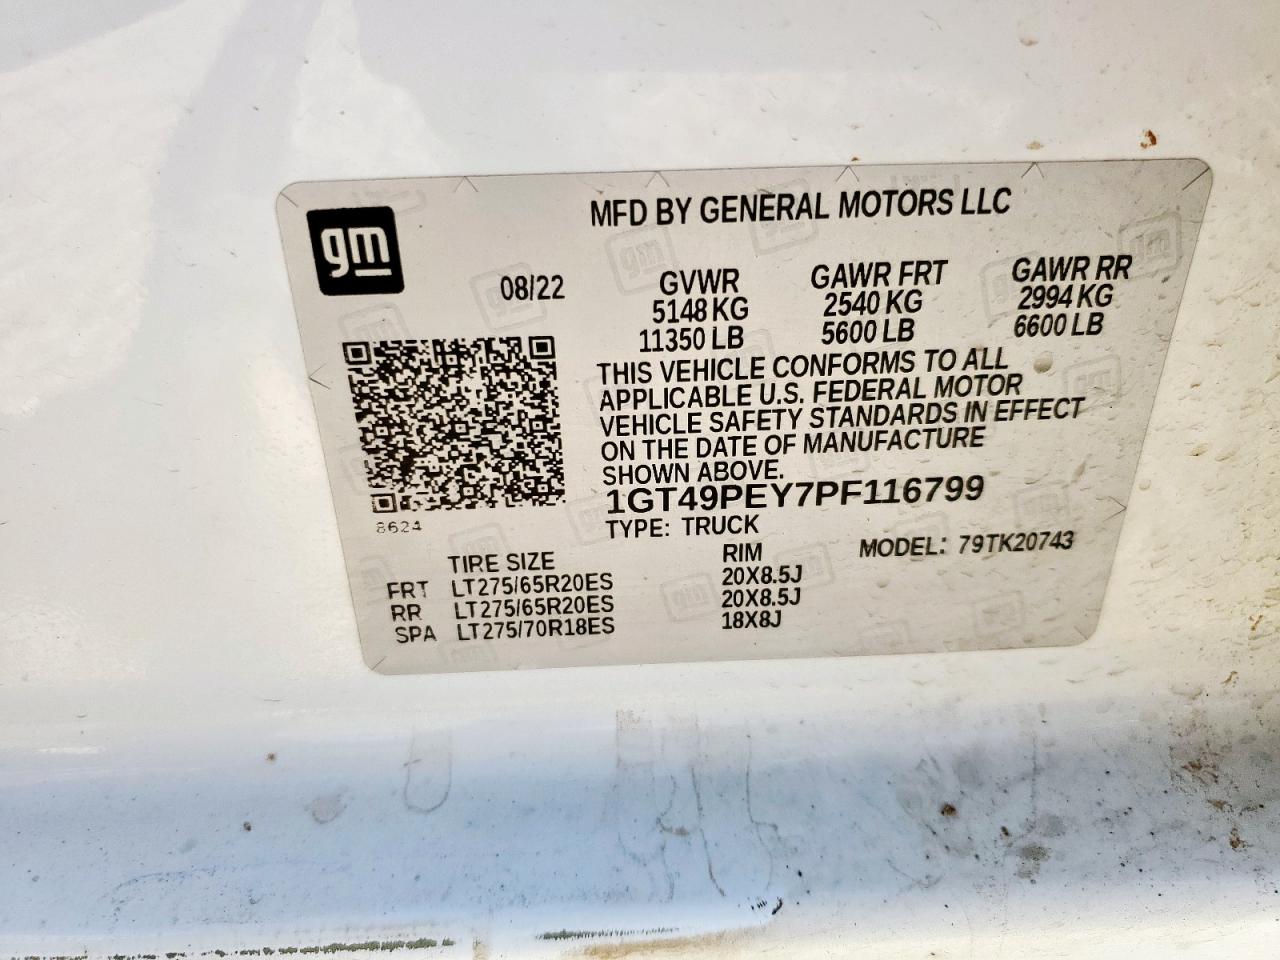 gm
MFD BY GENERAL MOTORS LLC
08/22 GVWR GAWR FRT GAWR RR
5148 KG 2540 KG 2994 KG
11350 LB 5600 LB 6600 LB
THIS VEHICLE CONFORMS TO ALL
APPLICABLE U.S. FEDERAL MOTOR
VEHICLE SAFETY STANDARDS IN EFFECT
ON THE DATE OF MANUFACTURE
SHOWN ABOVE.
1GT49PEY7PF116799
8624
TYPE: TRUCK
MODEL: 79TK20743
TIRE SIZE RIM
FRT LT275/65R20ES 20X8.5J
RR LT275/65R20ES 20X8.5J
SPA LT275/70R18ES 18X8J